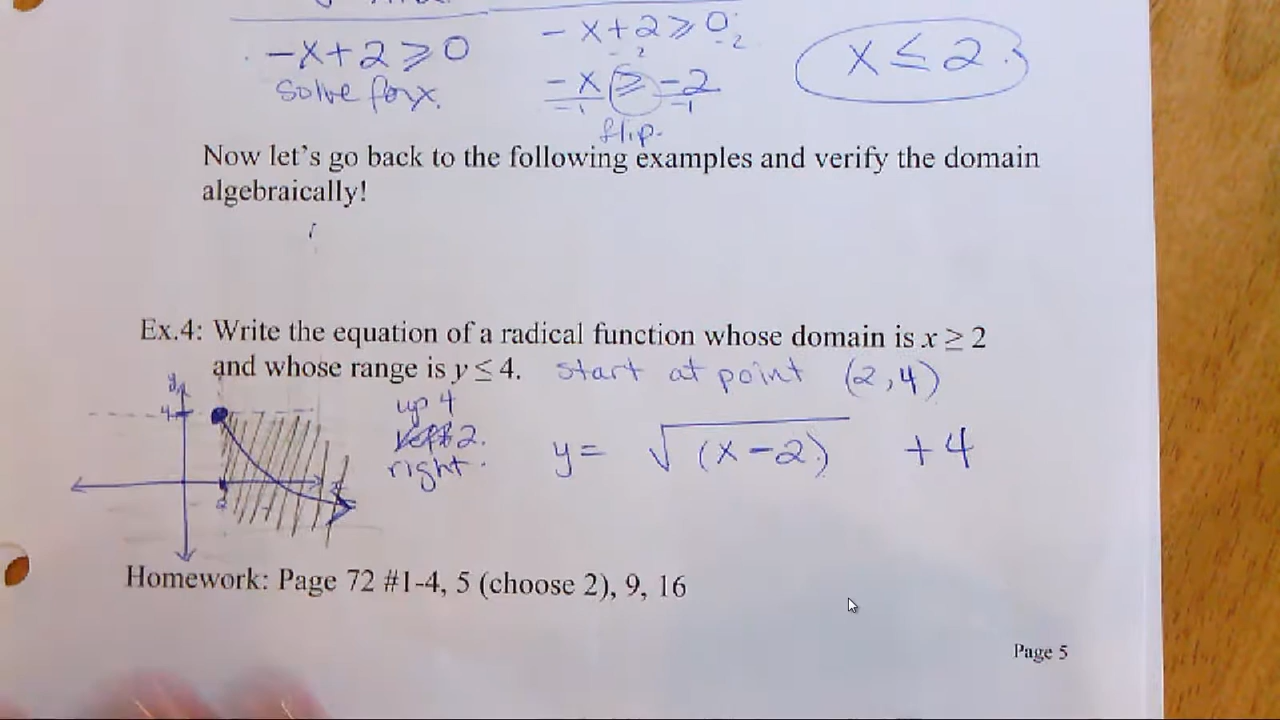 -x+2≥0 -x+2≥0
-2 -2
solve for x. -x ≥ -2 x ≤ 2
-1 -1
flip.
Now let's go back to the following examples and verify the domain
algebraically!
Ex.4: Write the equation of a radical function whose domain is x ≥ 2
and whose range is y ≤ 4. start at point (2,4)
y
4
2
up 4
left 2.
right.
y= √(x-2) +4
Homework: Page 72 #1-4, 5 (choose 2), 9, 16
Page 5